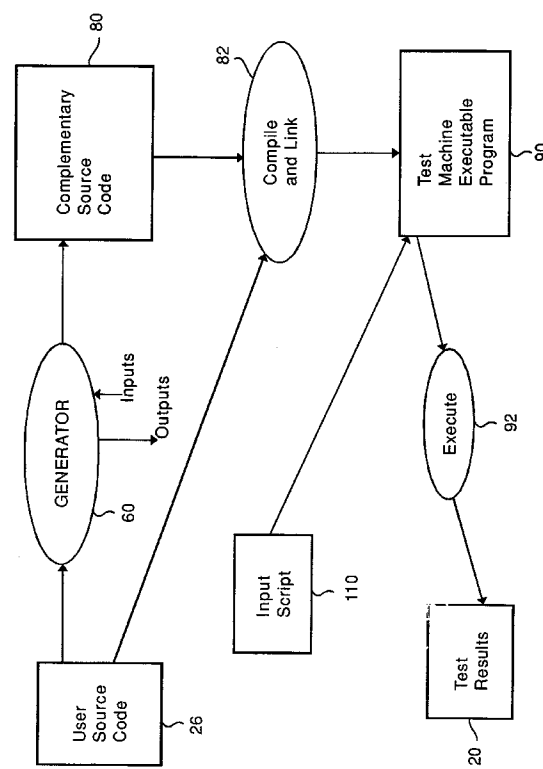 User
Source
Code
26
GENERATOR
60
Inputs
Outputs
Complementary
Source
Code
80
Compile
and Link
82
Input
Script
110
Test
Machine
Executable
Program
90
Execute
92
Test
Results
20